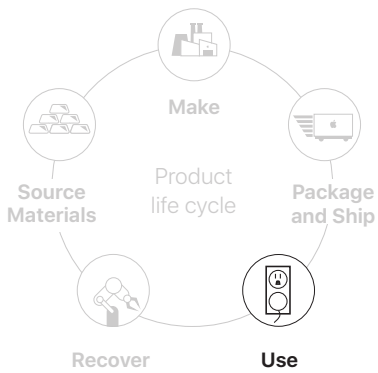 Make
Source
Materials
Product
life cycle
Package
and Ship
Recover
Use